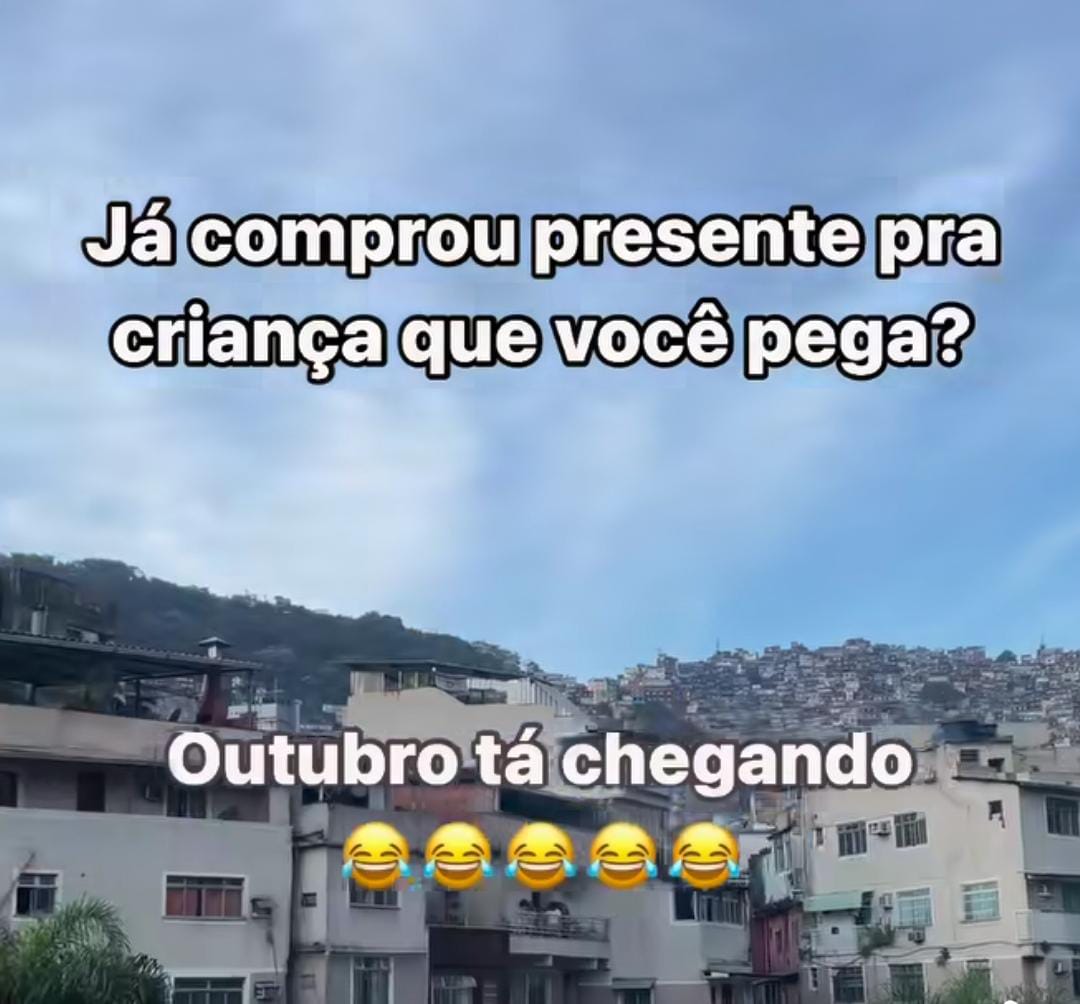 Já comprou presente pra
criança que você pega?
Outubro tá chegando
😂😂😂😂😂